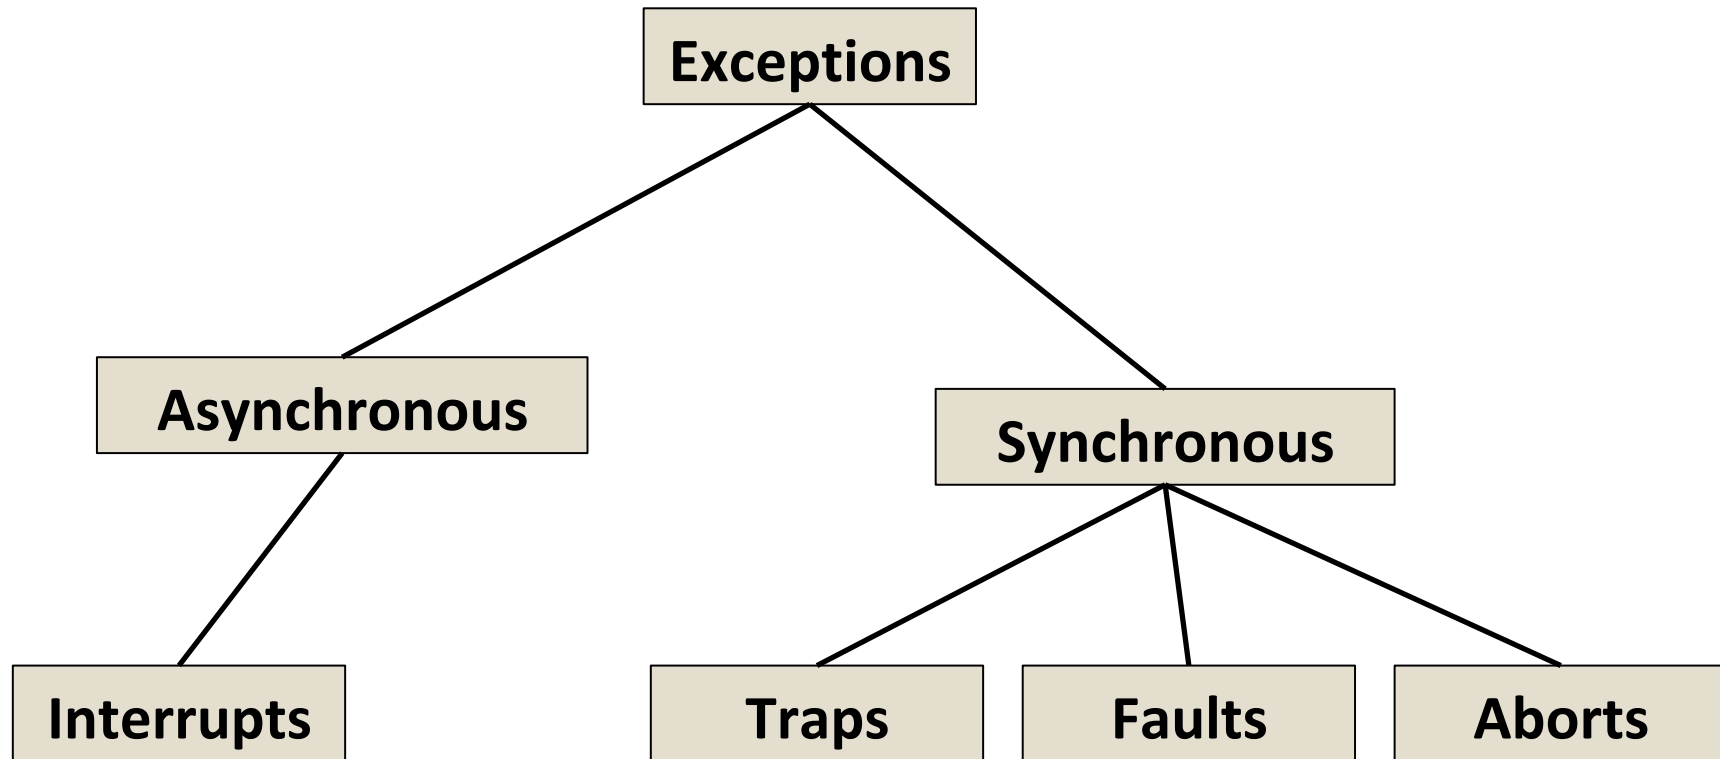 Exceptions
Asynchronous
Synchronous
Interrupts
Traps
Faults
Aborts